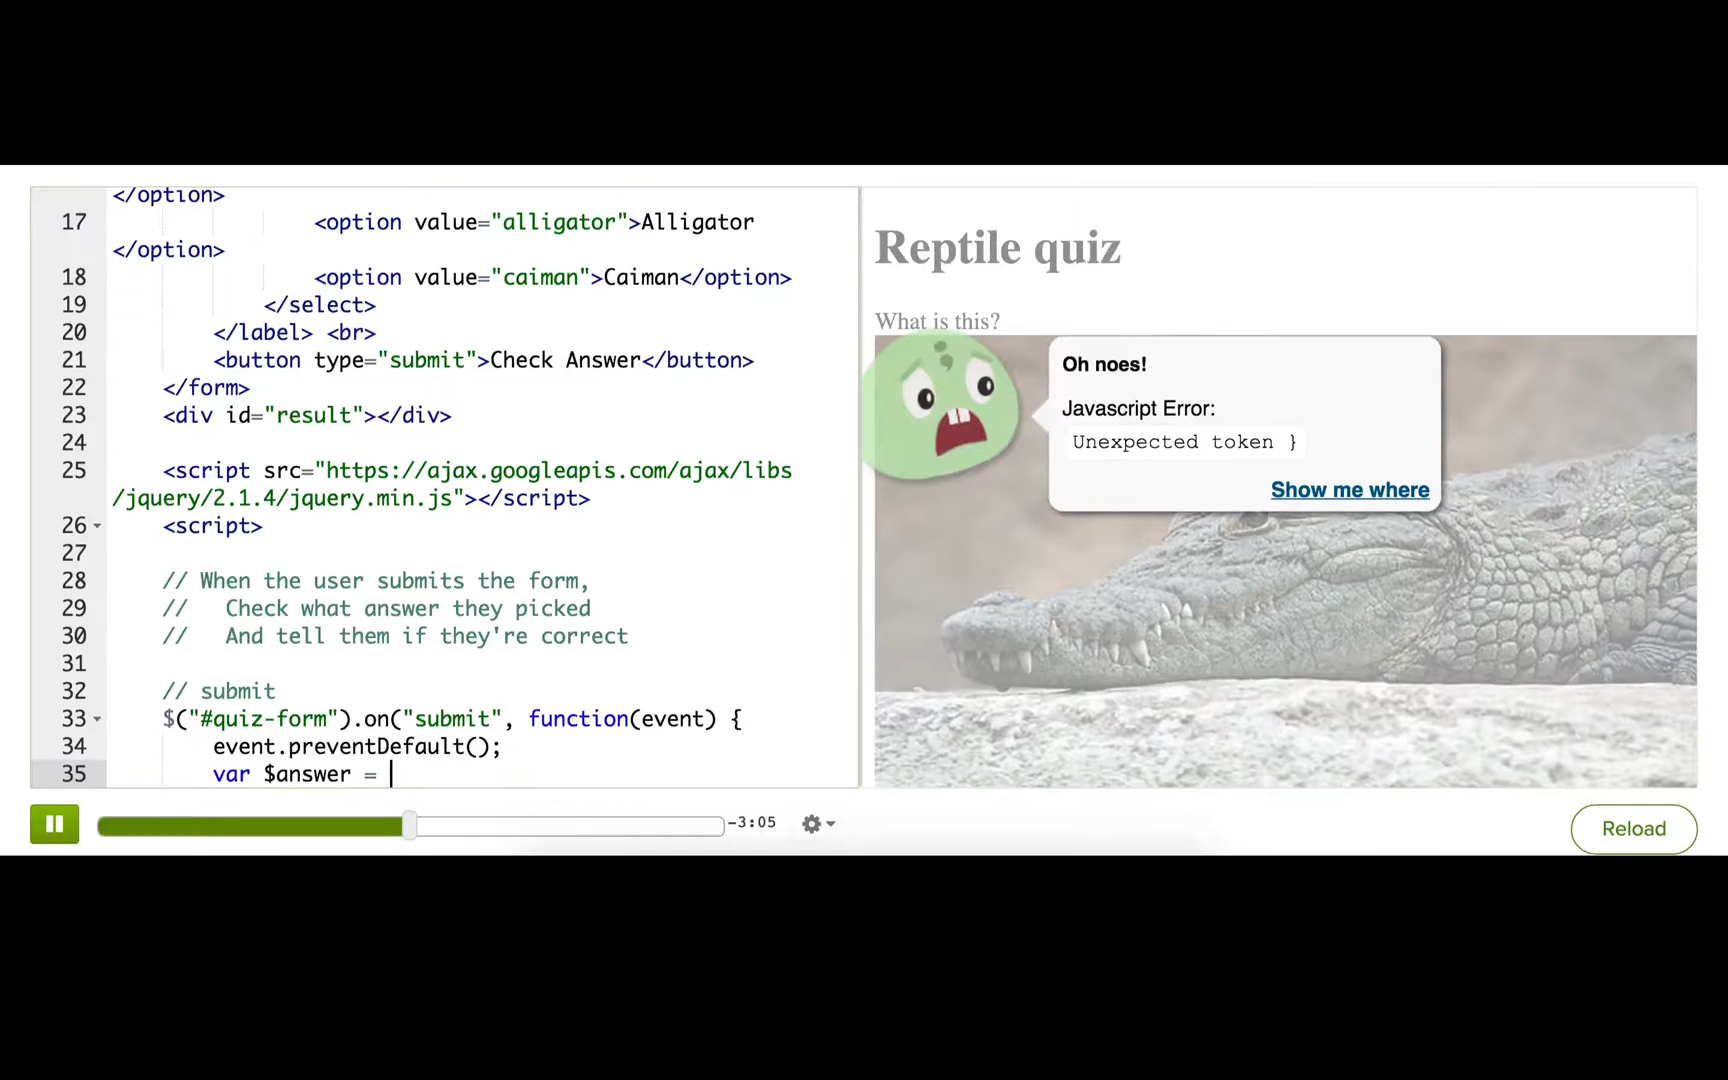 </option>
17 <option value="alligator">Alligator
</option>
18 <option value="caiman">Caiman</option>
19 </select>
20 </label> <br>
21 <button type="submit">Check Answer</button>
22 </form>
23 <div id="result"></div>
24
25 <script src="https://ajax.googleapis.com/ajax/libs
/jquery/2.1.4/jquery.min.js"></script>
26 <script>
27
28 // When the user submits the form,
29 //   Check what answer they picked
30 //   And tell them if they're correct
31
32 // submit
33 $("#quiz-form").on("submit", function(event) {
34 event.preventDefault();
35 var $answer =
-3:05
Reptile quiz
What is this?
Oh noes!
Javascript Error:
Unexpected token }
Show me where
Reload